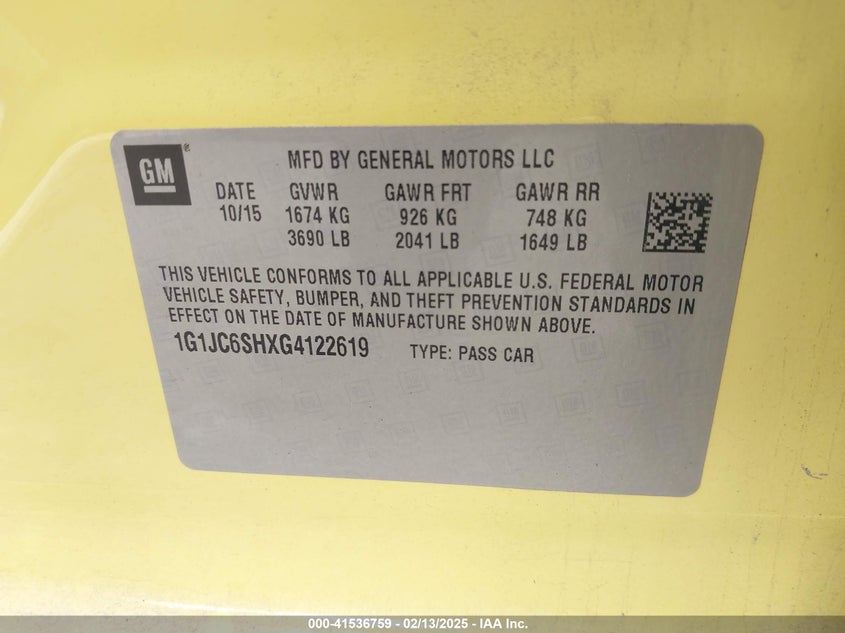 GM
MFD BY GENERAL MOTORS LLC
DATE GVWR GAWR FRT GAWR RR
10/15 1674 KG 926 KG 748 KG
3690 LB 2041 LB 1649 LB
THIS VEHICLE CONFORMS TO ALL APPLICABLE U.S. FEDERAL MOTOR
VEHICLE SAFETY, BUMPER, AND THEFT PREVENTION STANDARDS IN
EFFECT ON THE DATE OF MANUFACTURE SHOWN ABOVE.
1G1JC6SHXG4122619 TYPE: PASS CAR
000-41536759 - 02/13/2025 - IAA Inc.